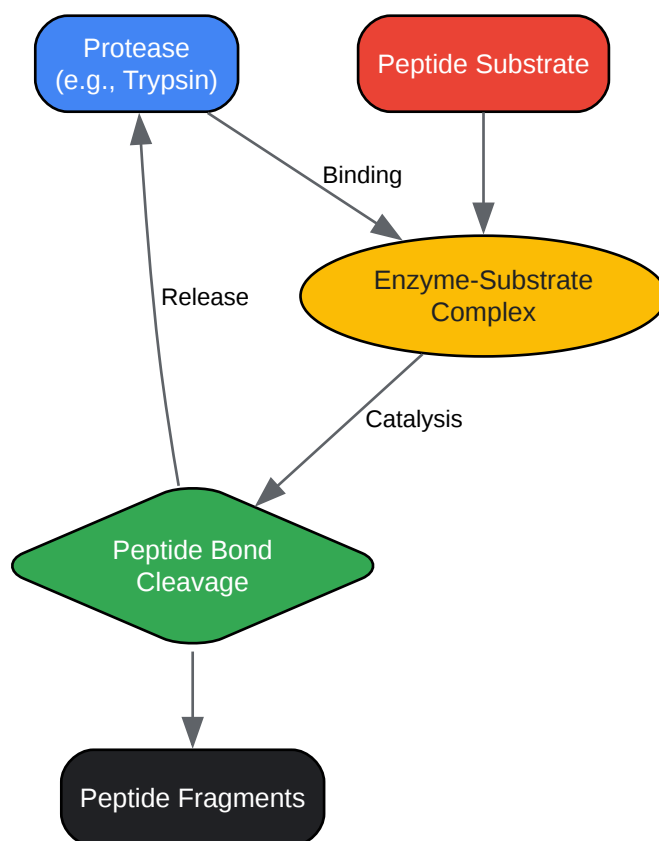 Protease
(e.g., Trypsin)
Peptide Substrate
Binding
Enzyme-Substrate
Complex
Release
Catalysis
Peptide Bond
Cleavage
Peptide Fragments